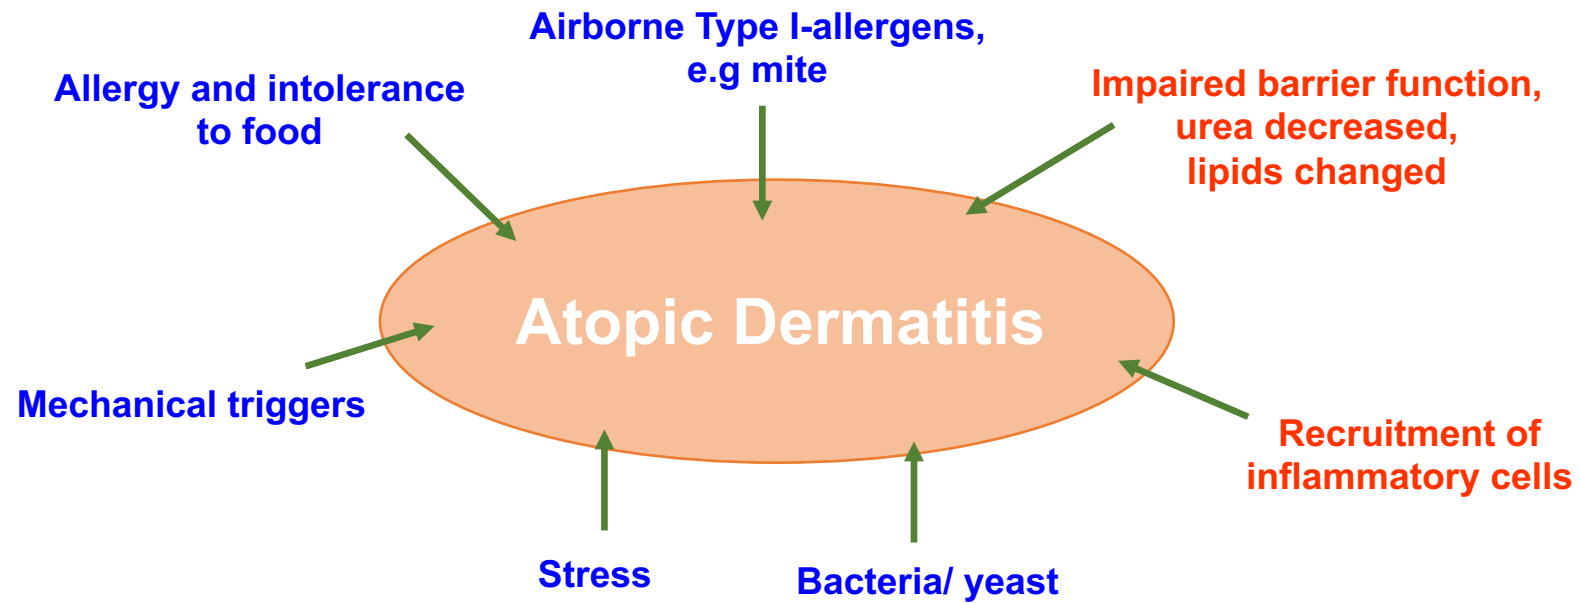 Airborne Type I-allergens,
e.g mite
Allergy and intolerance
to food
Impaired barrier function,
urea decreased,
lipids changed
Atopic Dermatitis
Mechanical triggers
Recruitment of
inflammatory cells
Stress
Bacteria/ yeast